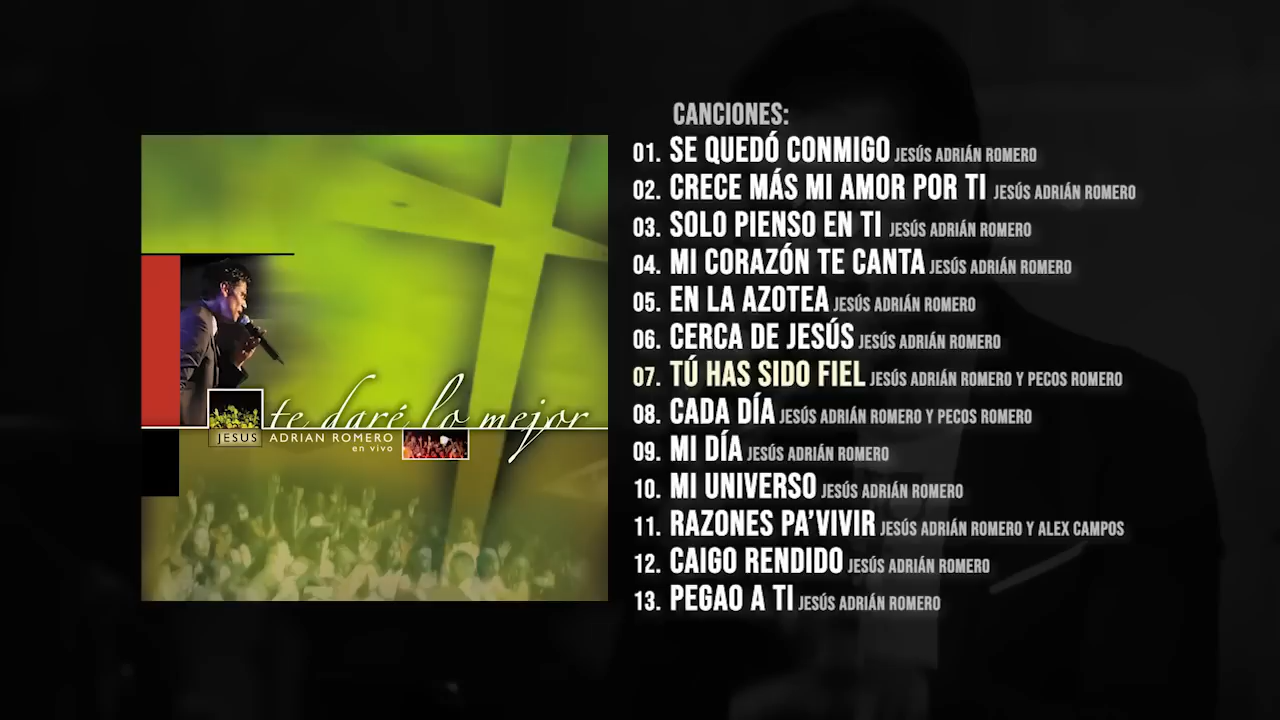 te daré lo mejor
JESUS ADRIAN ROMERO
en vivo
CANCIONES:
01. SE QUEDÓ CONMIGO JESÚS ADRIÁN ROMERO
02. CRECE MÁS MI AMOR POR TI JESÚS ADRIÁN ROMERO
03. SOLO PIENSO EN TI JESÚS ADRIÁN ROMERO
04. MI CORAZÓN TE CANTA JESÚS ADRIÁN ROMERO
05. EN LA AZOTEA JESÚS ADRIÁN ROMERO
06. CERCA DE JESÚS JESÚS ADRIÁN ROMERO
07. TÚ HAS SIDO FIEL JESÚS ADRIÁN ROMERO Y PECOS ROMERO
08. CADA DÍA JESÚS ADRIÁN ROMERO Y PECOS ROMERO
09. MI DÍA JESÚS ADRIÁN ROMERO
10. MI UNIVERSO JESÚS ADRIÁN ROMERO
11. RAZONES PA'VIVIR JESÚS ADRIÁN ROMERO Y ALEX CAMPOS
12. CAIGO RENDIDO JESÚS ADRIÁN ROMERO
13. PEGAO A TI JESÚS ADRIÁN ROMERO